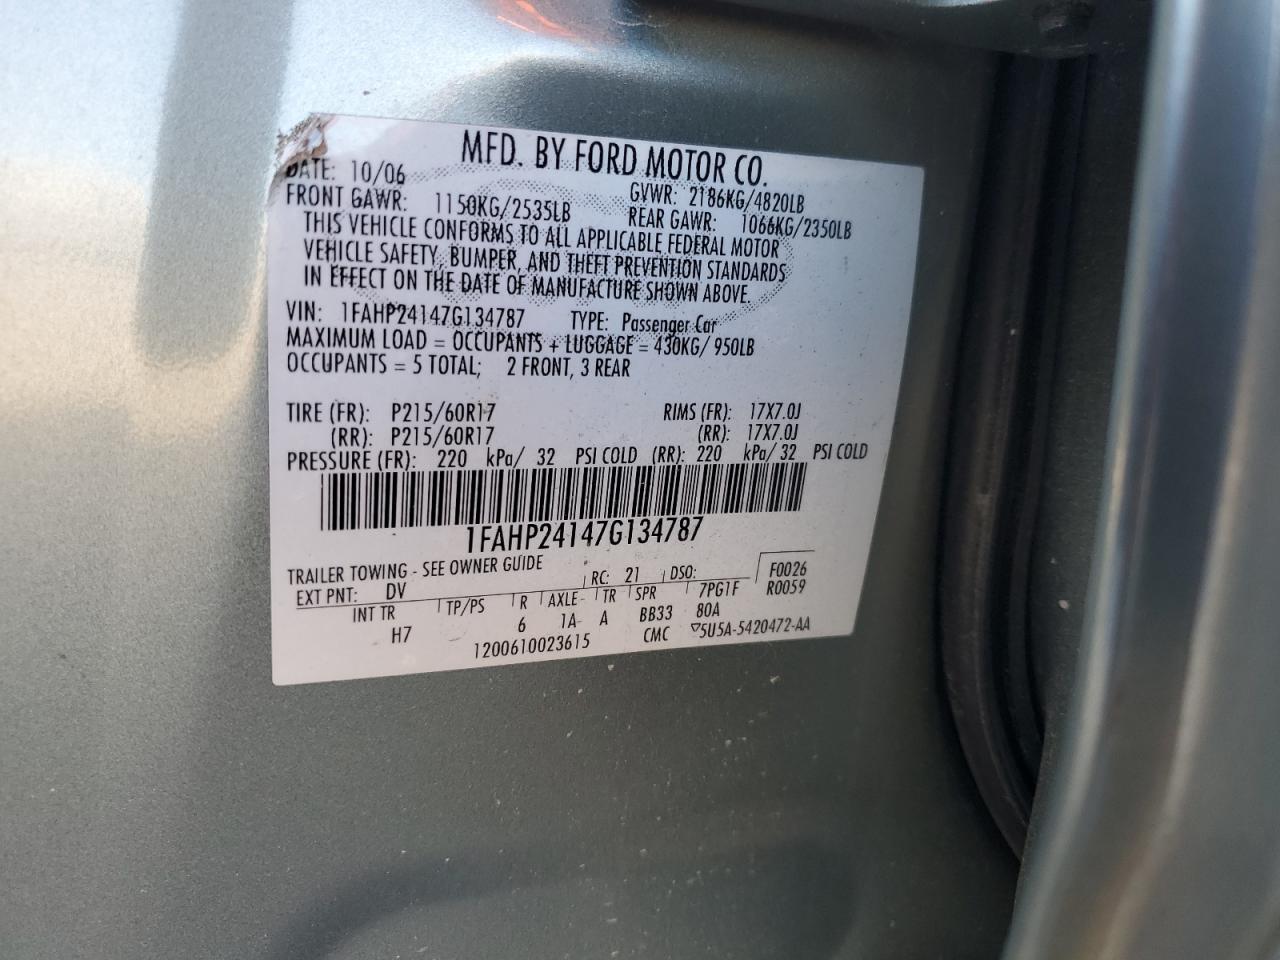 MFD. BY FORD MOTOR CO.
DATE: 10/06 GVWR: 2186KG/4820LB
FRONT GAWR: 1150KG/2535LB REAR GAWR: 1066KG/2350LB
THIS VEHICLE CONFORMS TO ALL APPLICABLE FEDERAL MOTOR
VEHICLE SAFETY, BUMPER, AND THEFT PREVENTION STANDARDS
IN EFFECT ON THE DATE OF MANUFACTURE SHOWN ABOVE.
VIN: 1FAHP24147G134787 TYPE: Passenger Car
MAXIMUM LOAD = OCCUPANTS + LUGGAGE = 430KG/ 950LB
OCCUPANTS = 5 TOTAL; 2 FRONT, 3 REAR
TIRE (FR): P215/60R17 RIMS (FR): 17X7.0J
(RR): P215/60R17 (RR): 17X7.0J
PRESSURE (FR): 220 kPa/ 32 PSI COLD (RR): 220 kPa/ 32 PSI COLD
1FAHP24147G134787
TRAILER TOWING - SEE OWNER GUIDE
EXT PNT: DV RC: 21 DSO: F0026
INT TR TP/PS R AXLE TR SPR 7PG1F R0059
H7 6 1A A BB33 80A
1200610023615 CMC ▽5U5A-5420472-AA